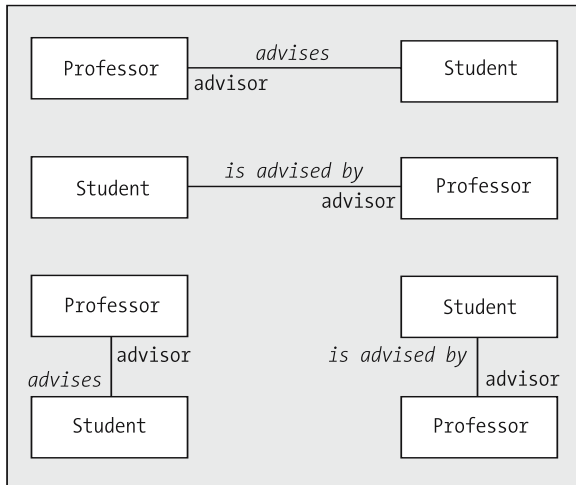 Professor advises Student
advisor
Student is advised by Professor
advisor
Professor
advisor
advises
Student
Student
is advised by
advisor
Professor